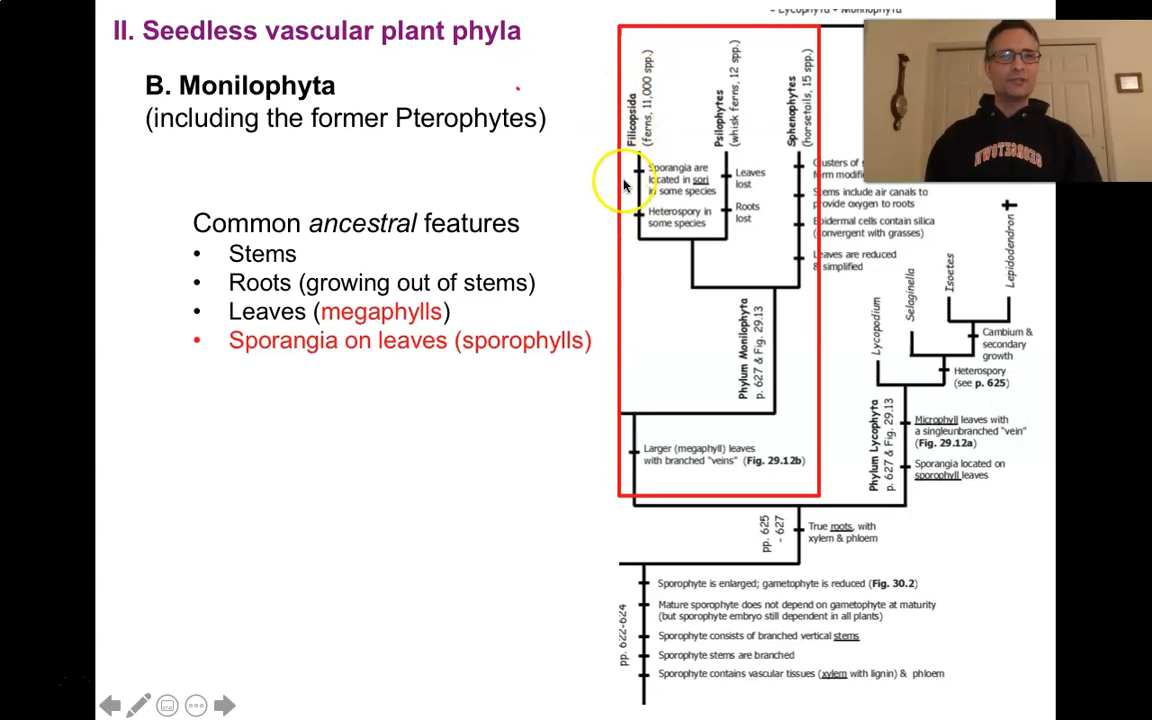 II. Seedless vascular plant phyla
B. Monilophyta
(including the former Pterophytes)
Common ancestral features
• Stems
• Roots (growing out of stems)
• Leaves (megaphylls)
• Sporangia on leaves (sporophylls)
= Lycophyta + Monilophyta
Filicopsida
(ferns, 11,000 spp.)
Psilophytes
(whisk ferns, 12 spp.)
Sphenophytes
(horsetails, 15 spp.)
Sporangia are
located in sori
in some species
Heterospory in
some species
Leaves
lost
Roots
lost
Clusters of
form modifi
Stems include air canals to
provide oxygen to roots
Epidermal cells contain silica
(convergent with grasses)
Leaves are reduced
& simplified
GEORGETOWN
Phylum Monilophyta
p. 627 & Fig. 29.13
Lycopodium
Selaginella
Isoetes
Lepidodendron
Cambium &
secondary
growth
Heterospory
(see p. 625)
Phylum Lycophyta
p. 627 & Fig. 29.13
Microphyll leaves with
a singleunbranched “vein”
(Fig. 29.12a)
Sporangia located on
sporophyll leaves
Larger (megaphyll) leaves
with branched “veins” (Fig. 29.12b)
pp. 625
- 627
True roots, with
xylem & phloem
pp. 622-624
Sporophyte is enlarged; gametophyte is reduced (Fig. 30.2)
Mature sporophyte does not depend on gametophyte at maturity
(but sporophyte embryo still dependent in all plants)
Sporophyte consists of branched vertical stems
Sporophyte stems are branched
Sporophyte contains vascular tissues (xylem with lignin) & phloem